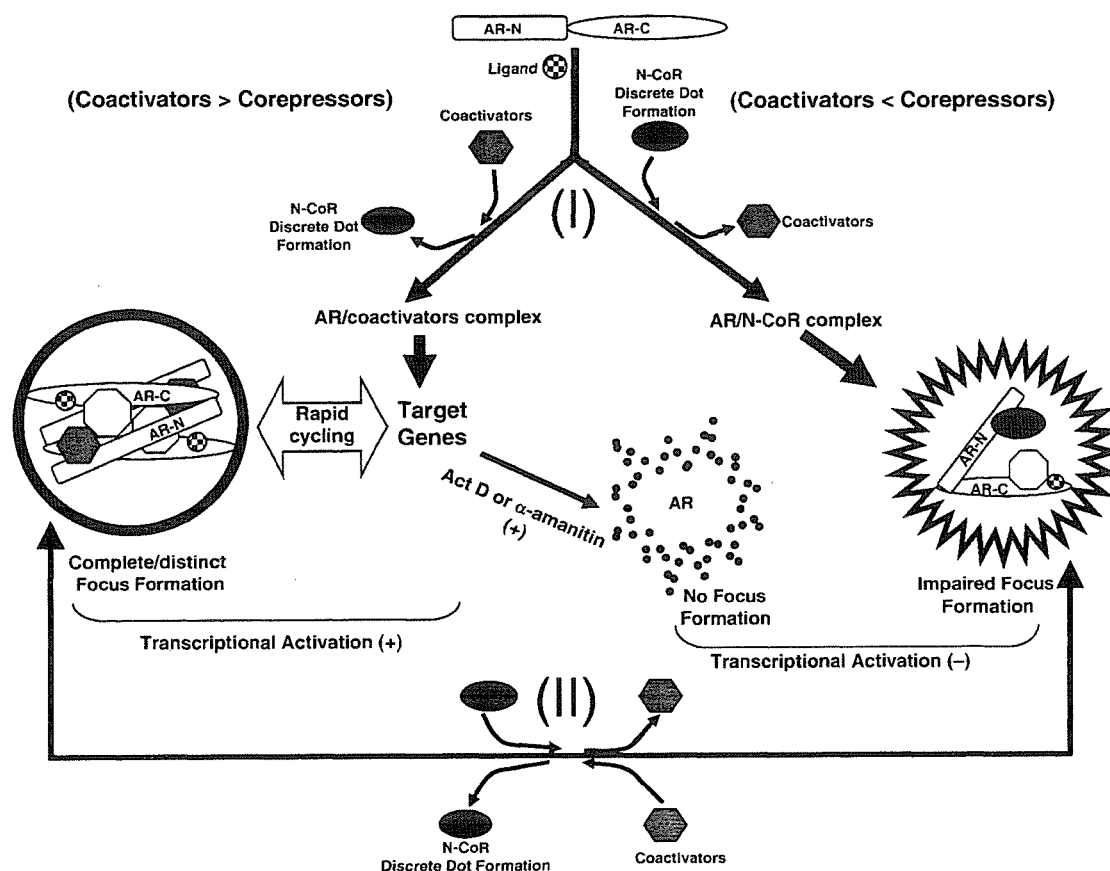 AR-N
AR-C
Ligand
N-CoR
Discrete Dot
Formation
(Coactivators > Corepressors)
(Coactivators < Corepressors)
Coactivators
(I)
N-CoR
Discrete Dot
Formation
Coactivators
AR/coactivators complex
AR/N-CoR complex
AR-C
AR-N
Rapid
cycling
Target
Genes
Act D or α-amanitin
(+)
AR
AR-N
AR-C
Complete/distinct
Focus Formation
No Focus
Formation
Impaired Focus
Formation
Transcriptional Activation (+)
Transcriptional Activation (–)
(II)
N-CoR
Discrete Dot Formation
Coactivators